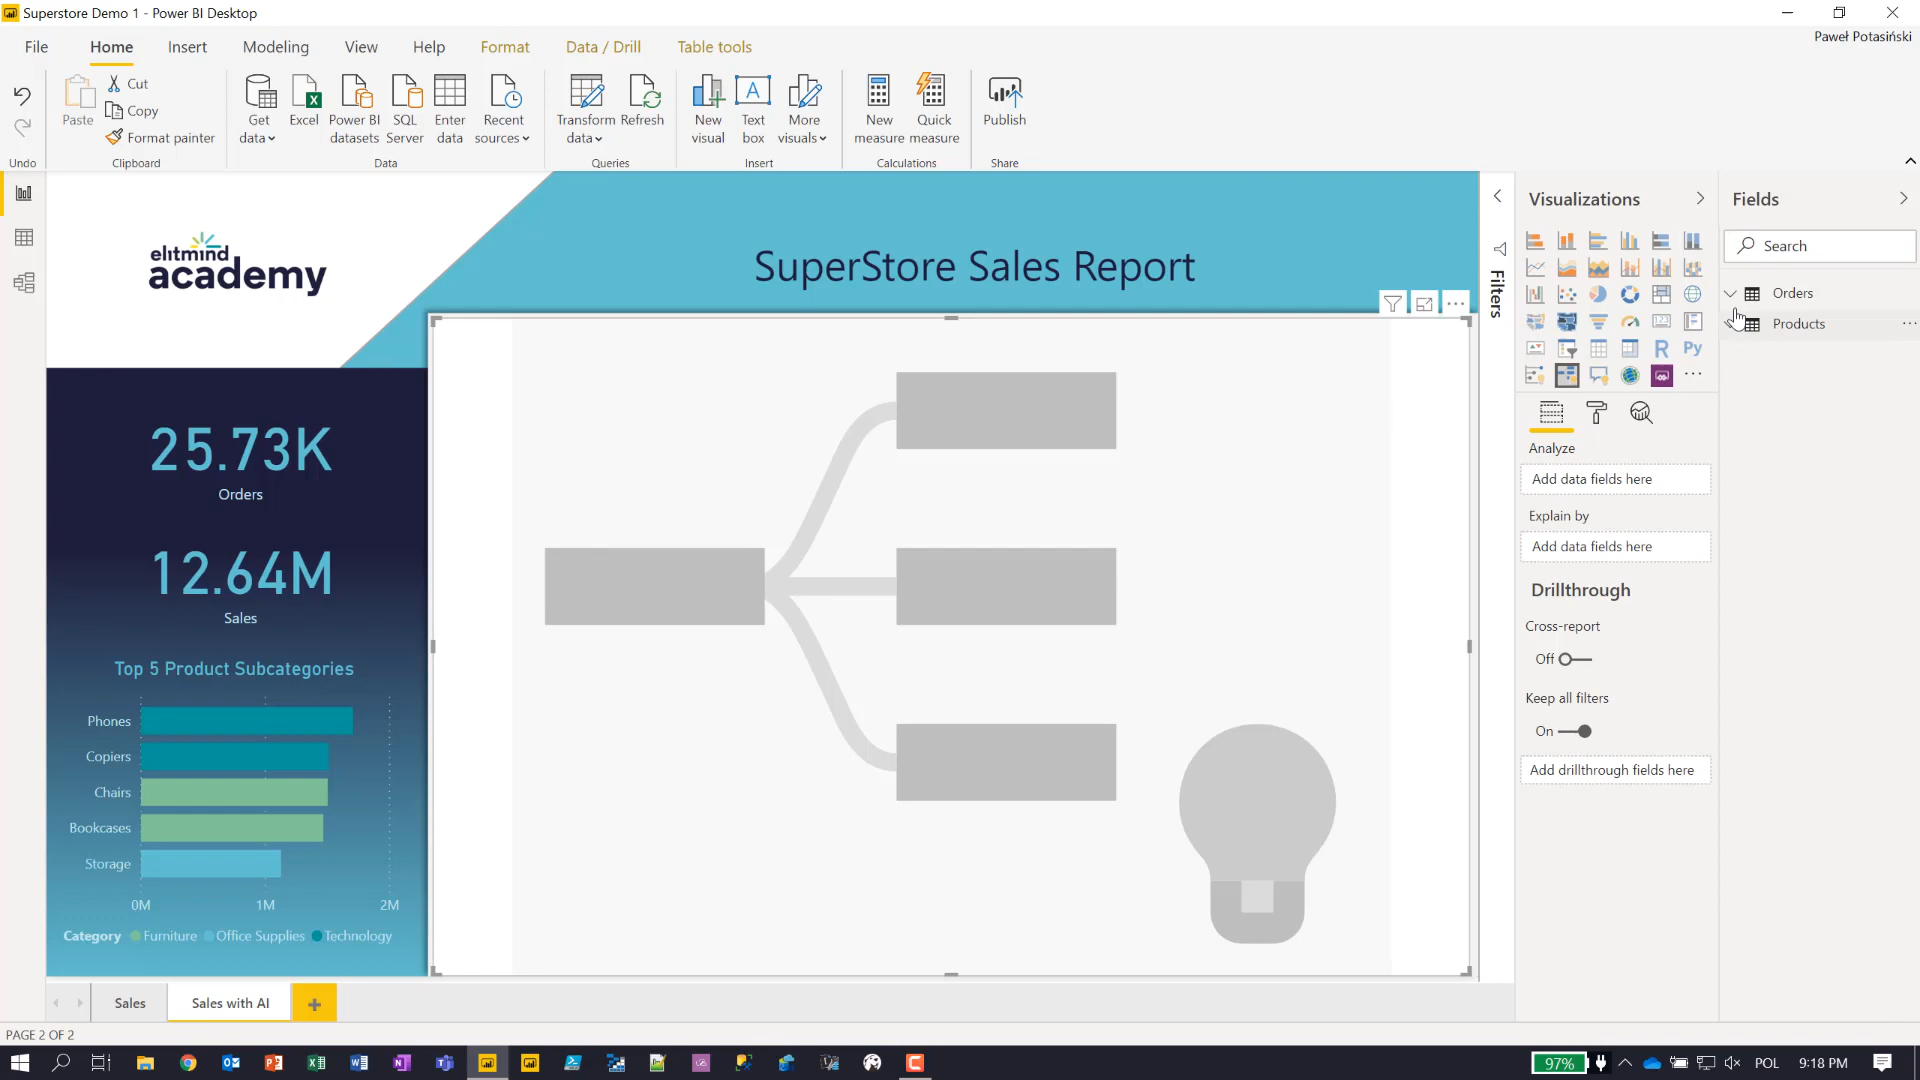 Superstore Demo 1 - Power BI Desktop
Paweł Potasiński
File Home Insert Modeling View Help Format Data / Drill Table tools
Paste
Cut
Copy
Format painter
Get data
Excel
Power BI datasets
SQL Server
Enter data
Recent sources
Transform data
Refresh
New visual
Text box
More visuals
New measure
Quick measure
Publish
Undo Clipboard Data Queries Insert Calculations Share
elitmind
academy
SuperStore Sales Report
25.73K
Orders
12.64M
Sales
Top 5 Product Subcategories
Phones
Copiers
Chairs
Bookcases
Storage
0M 1M 2M
Category Furniture Office Supplies Technology
Filters
Visualizations
R Py
Analyze
Add data fields here
Explain by
Add data fields here
Drillthrough
Cross-report
Off
Keep all filters
On
Add drillthrough fields here
Fields
Search
Orders
Products
Sales Sales with AI
PAGE 2 OF 2
97% POL 9:18 PM